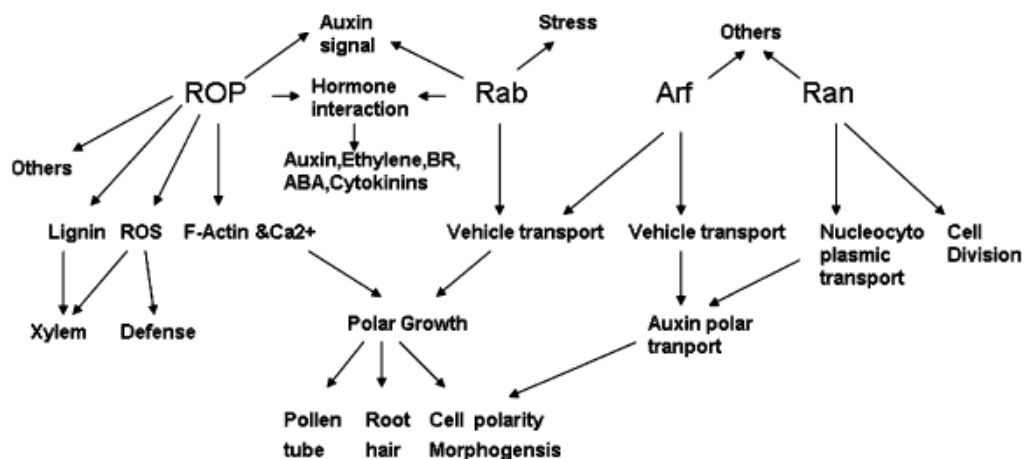 Auxin
signal
Stress
Others
ROP
Hormone
interaction
Rab
Arf
Ran
Others
Auxin,Ethylene,BR,
ABA,Cytokinins
Lignin
ROS
F-Actin &Ca2+
Vehicle transport
Vehicle transport
Nucleocyto
plasmic
transport
Cell
Division
Xylem
Defense
Polar Growth
Auxin polar
tranport
Pollen
tube
Root
hair
Cell polarity
Morphogensis